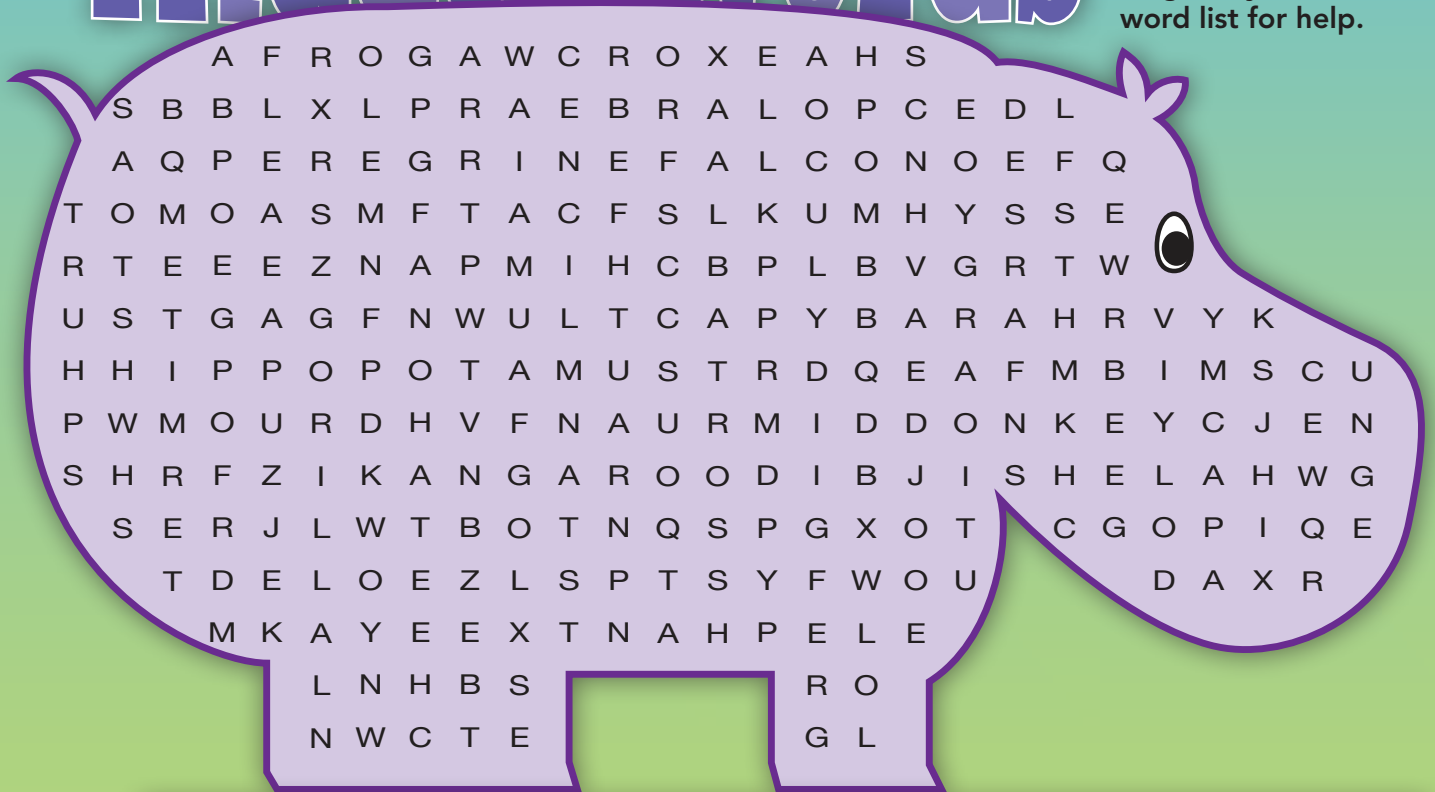 word list for help.
A F R O G A W C R O X E A H S
S B B L X L P R A E B R A L O P C E D L
A Q P E R E G R I N E F A L C O N O E F Q
T O M O A S M F T A C F S L K U M H Y S S E
R T E E E Z N A P M I H C B P L B V G R T W
U S T G A G F N W U L T C A P Y B A R A H R V Y K
H H I P P O P O T A M U S T R D Q E A F M B I M S C U
P W M O U R D H V F N A U R M I D D O N K E Y C J E N
S H R F Z I K A N G A R O O D I B J I S H E L A H W G
S E R J L W T B O T N Q S P G X O T C G O P I Q E
T D E L O E Z L S P T S Y F W O U D A X R
M K A Y E E X T N A H P E L E
L N H B S R O
N W C T E G L